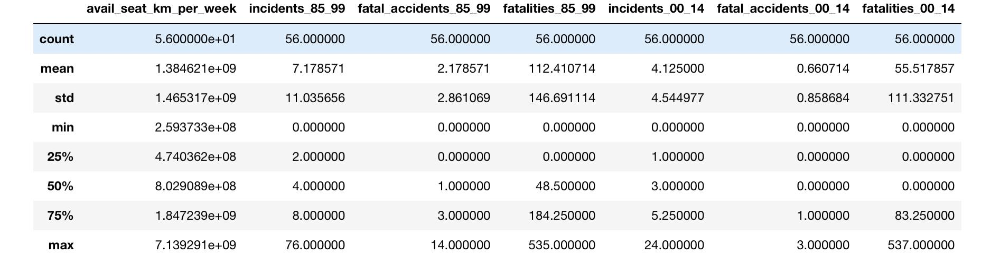 avail_seat_km_per_week incidents_85_99 fatal_accidents_85_99 fatalities_85_99 incidents_00_14 fatal_accidents_00_14 fatalities_00_14
count 5.600000e+01 56.000000 56.000000 56.000000 56.000000 56.000000 56.000000
mean 1.384621e+09 7.178571 2.178571 112.410714 4.125000 0.660714 55.517857
std 1.465317e+09 11.035656 2.861069 146.691114 4.544977 0.858684 111.332751
min 2.593733e+08 0.000000 0.000000 0.000000 0.000000 0.000000 0.000000
25% 4.740362e+08 2.000000 0.000000 0.000000 1.000000 0.000000 0.000000
50% 8.029089e+08 4.000000 1.000000 48.500000 3.000000 0.000000 0.000000
75% 1.847239e+09 8.000000 3.000000 184.250000 5.250000 1.000000 83.250000
max 7.139291e+09 76.000000 14.000000 535.000000 24.000000 3.000000 537.000000